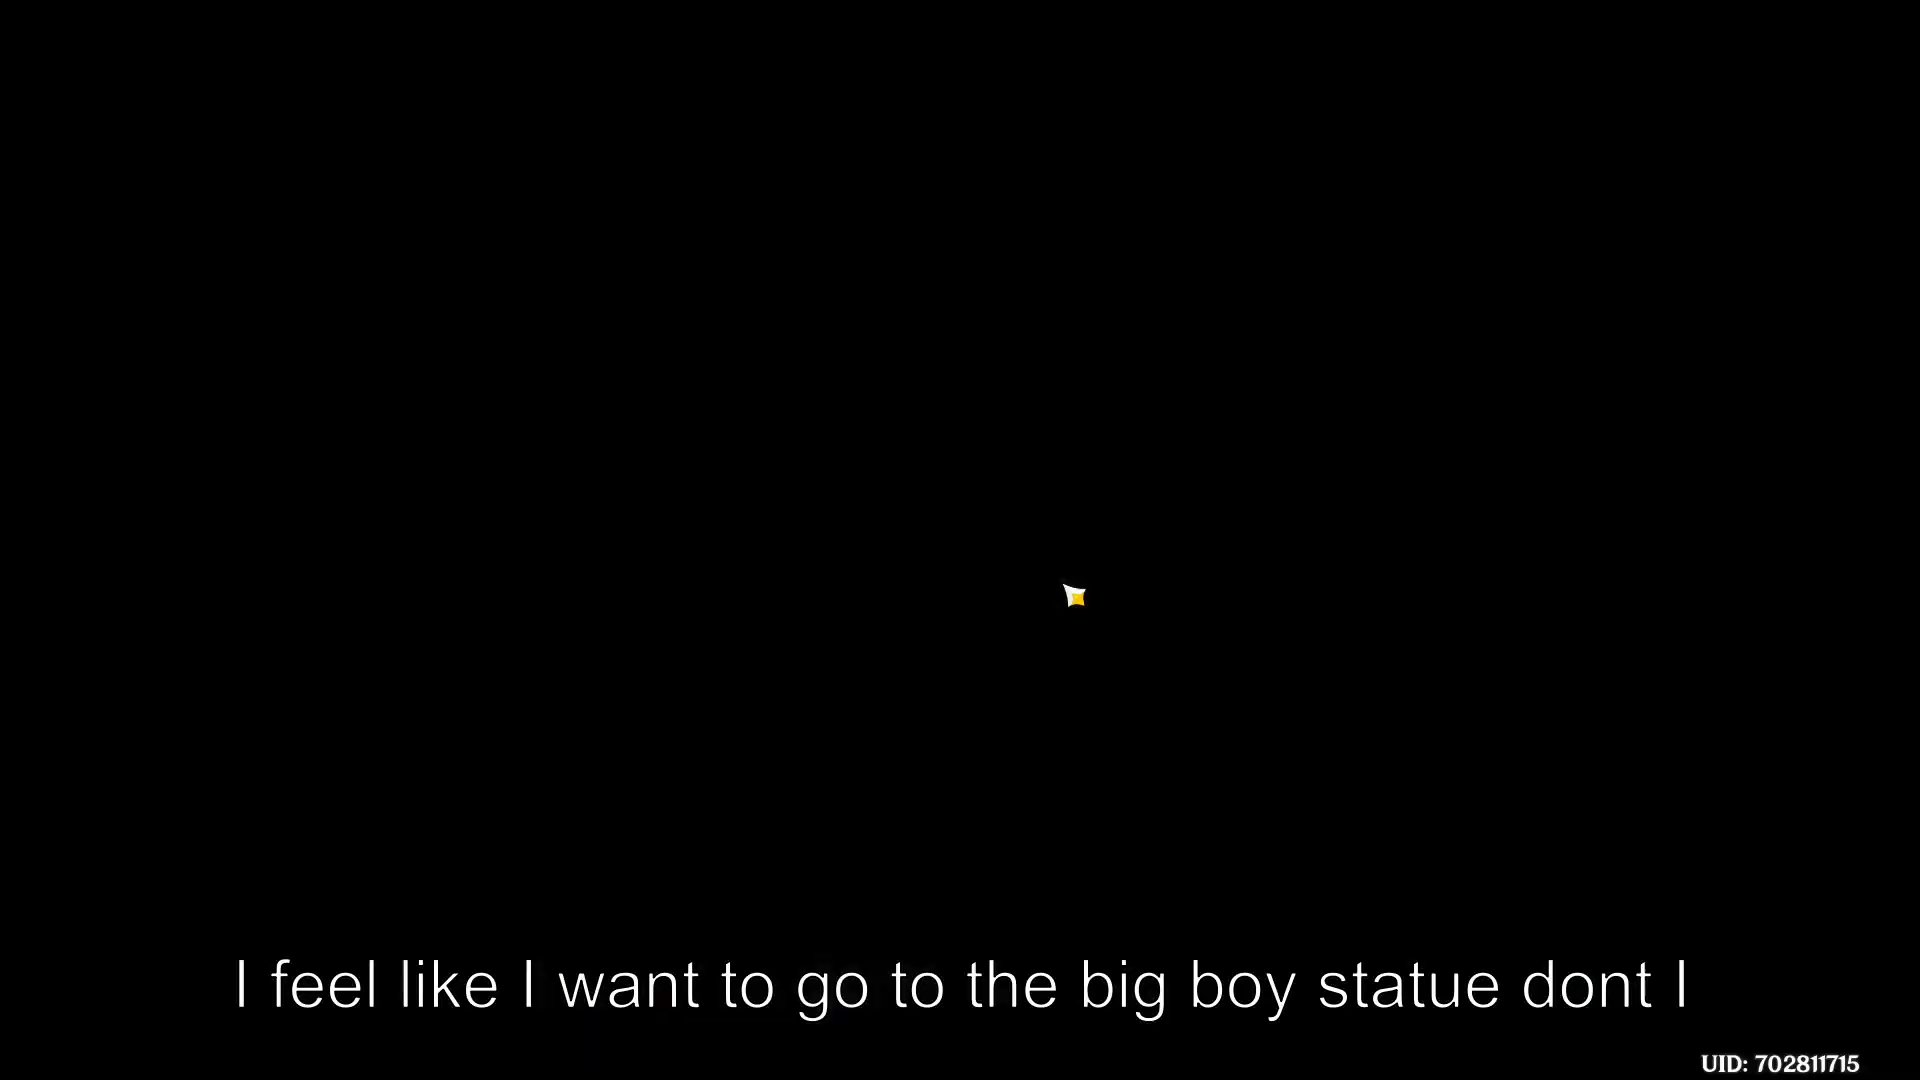 I feel like I want to go to the big boy statue dont I
UID: 702811715